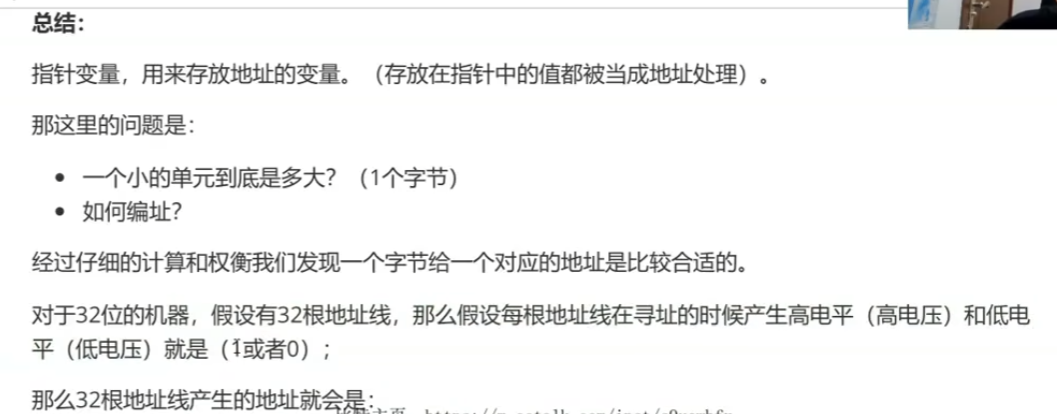 总结：
指针变量，用来存放地址的变量。（存放在指针中的值都被当成地址处理）。
那这里的问题是：
• 一个小的单元到底是多大？（1个字节）
• 如何编址？
经过仔细的计算和权衡我们发现一个字节给一个对应的地址是比较合适的。
对于32位的机器，假设有32根地址线，那么假设每根地址线在寻址的时候产生高电平（高电压）和低电
平（低电压）就是（1或者0）；
那么32根地址线产生的地址就会是：